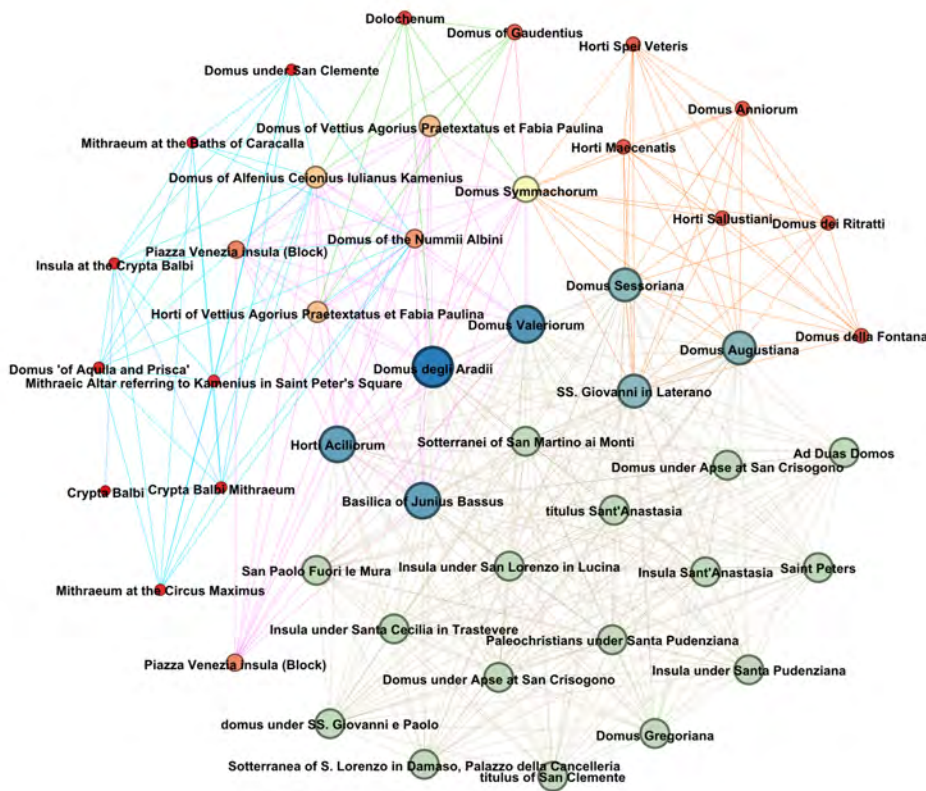 Dolochenum
Domus of Gaudentius
Horti Spei Veteris
Domus under San Clemente
Domus Anniorum
Domus of Vettius Agorius Praetextatus et Fabia Paulina
Mithraeum at the Baths of Caracalla
Horti Maecenatis
Domus of Alfenius Ceionius Iulianus Kamenius
Domus Symmachorum
Horti Sallustiani
Domus dei Ritratti
Domus of the Nummii Albini
Piazza Venezia Insula (Block)
Insula at the Crypta Balbi
Domus Sessoriana
Horti of Vettius Agorius Praetextatus et Fabia Paulina
Domus Valeriorum
Domus della Fontana
Domus Augustiana
Domus 'of Aquila and Prisca'
Domus degli Aradii
Mithraeic Altar referring to Kamenius in Saint Peter's Square
SS. Giovanni in Laterano
Horti Aciliorum
Sotterranei of San Martino ai Monti
Ad Duas Domos
Domus under Apse at San Crisogono
Crypta Balbi
Crypta Balbi Mithraeum
Basilica of Junius Bassus
titulus Sant'Anastasia
San Paolo Fuori le Mura
Insula under San Lorenzo in Lucina
Insula Sant'Anastasia
Saint Peters
Mithraeum at the Circus Maximus
Insula under Santa Cecilia in Trastevere
Paleochristians under Santa Pudenziana
Piazza Venezia Insula (Block)
Insula under Santa Pudenziana
Domus under Apse at San Crisogono
domus under SS. Giovanni e Paolo
Domus Gregoriana
Sotterranea of S. Lorenzo in Damaso, Palazzo della Cancelleria
titulus of San Clemente